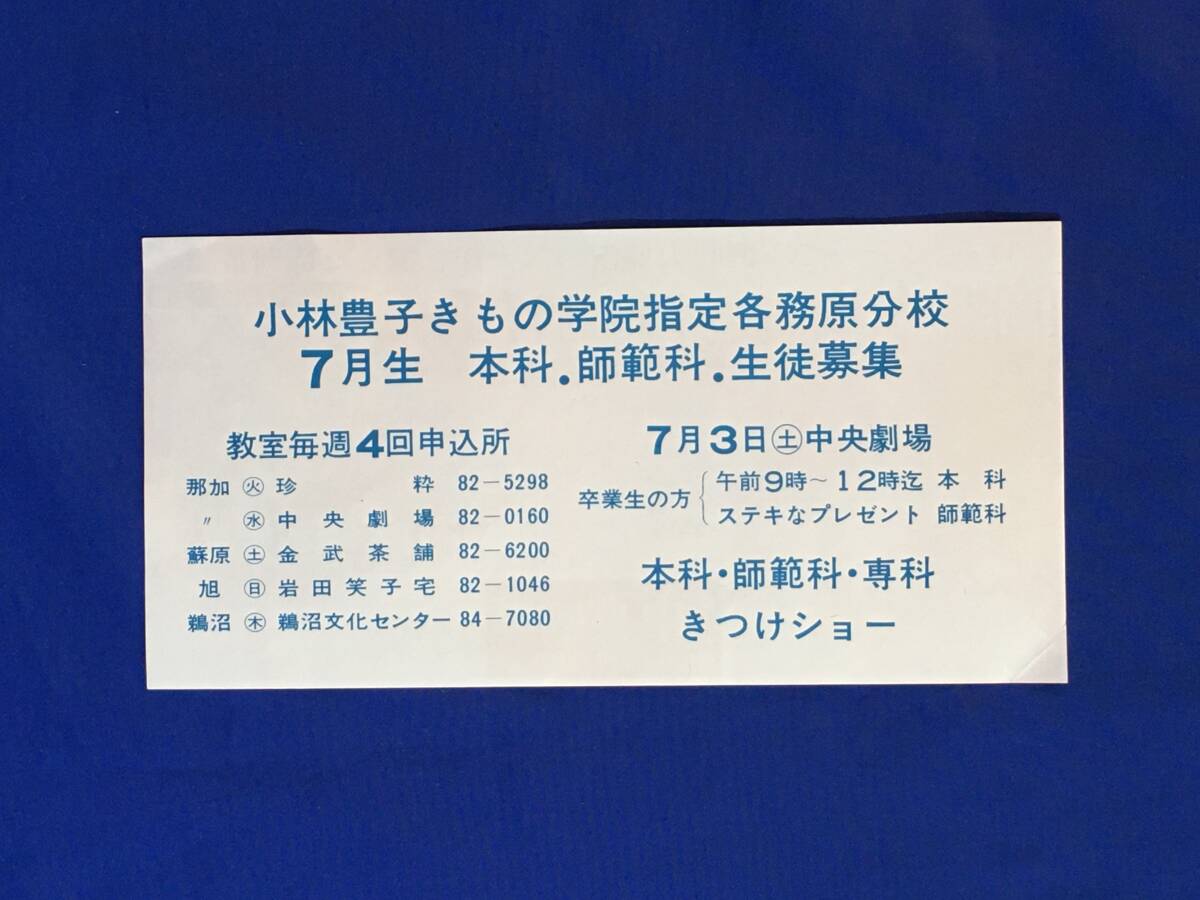 小林豊子きもの学院指定各務原分校
7月生　本科.師範科.生徒募集
教室毎週4回申込所
那加 ㊋ 珍粋 82－5298
〃 ㊌ 中央劇場 82－0160
蘇原 ㊏ 金武茶舗 82－6200
旭 ㊐ 岩田笑子宅 82－1046
鵜沼 ㊍ 鵜沼文化センター 84－7080
7月3日㊏中央劇場
卒業生の方
午前9時～12時迄 本科
ステキなプレゼント 師範科
本科・師範科・専科
きつけショー